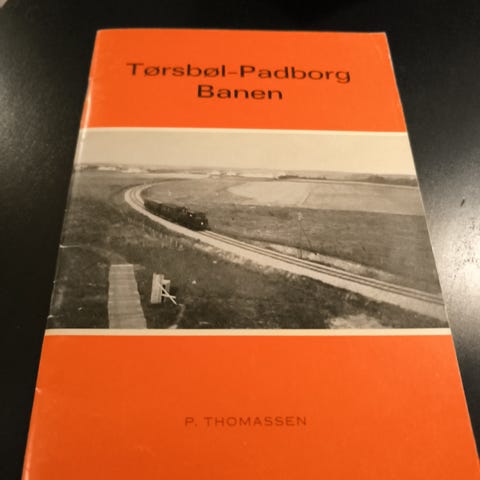 Tørsbøl-Padborg
Banen
P. THOMASSEN